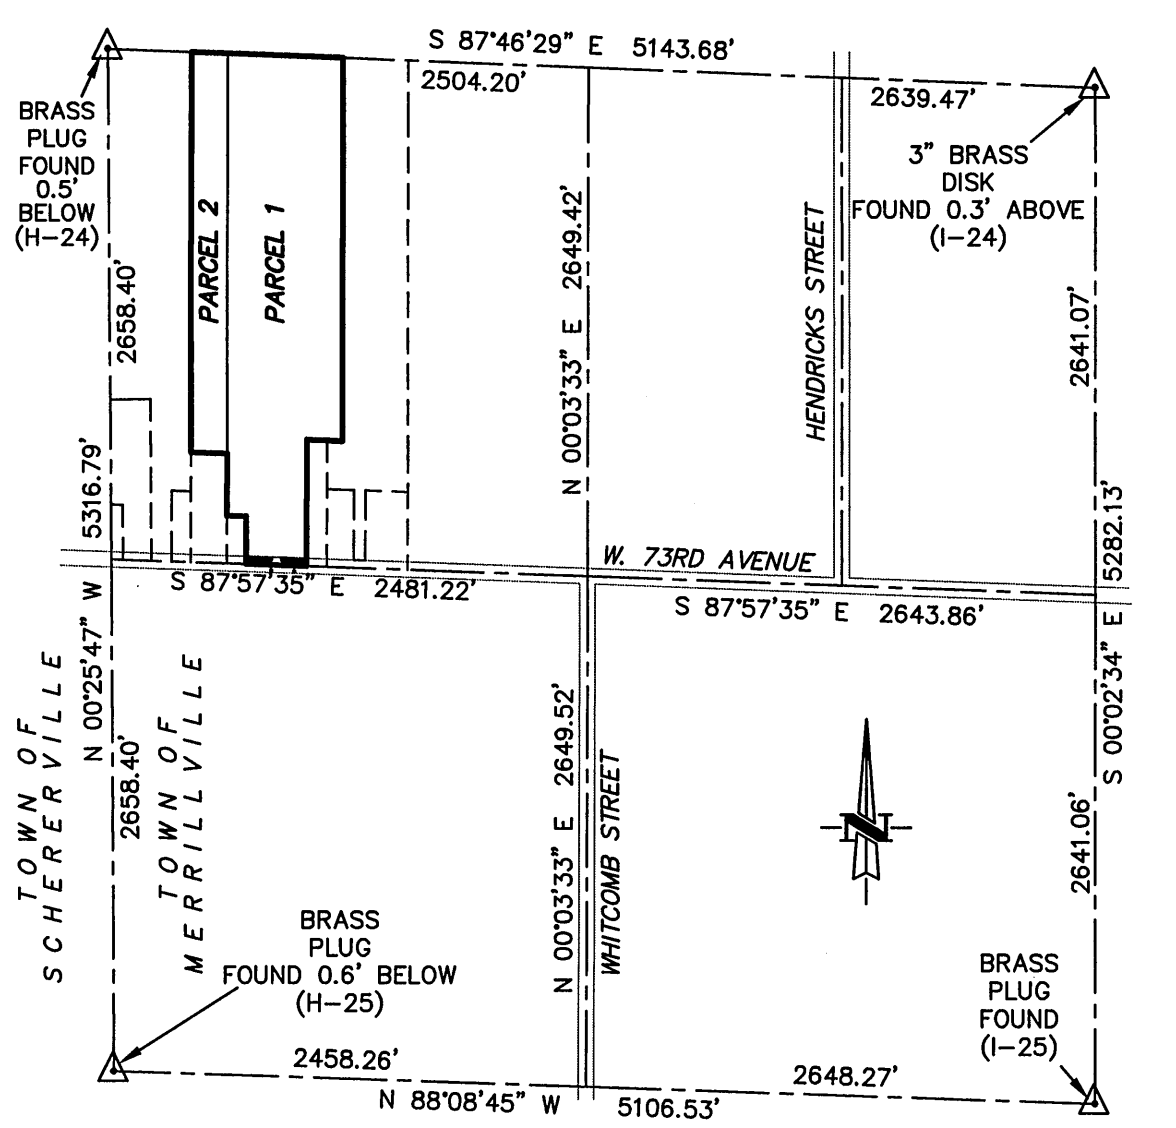 S 87°46'29" E 5143.68'
2504.20'
2639.47'
BRASS
PLUG
FOUND
0.5'
BELOW
(H-24)
3" BRASS
DISK
FOUND 0.3' ABOVE
(I-24)
PARCEL 2
PARCEL 1
2658.40'
N 00°03'33" E 2649.42'
HENDRICKS STREET
2641.07'
N 00°25'47" W 5316.79'
S 00°02'34" E 5282.13'
W. 73RD AVENUE
S 87°57'35" E 2481.22'
S 87°57'35" E 2643.86'
TOWN OF
SCHERERVILLE
TOWN OF
MERRILLVILLE
2658.40'
N 00°03'33" E 2649.52'
WHITCOMB STREET
N
2641.06'
BRASS
PLUG
FOUND 0.6' BELOW
(H-25)
BRASS
PLUG
FOUND
(I-25)
2458.26'
2648.27'
N 88°08'45" W 5106.53'